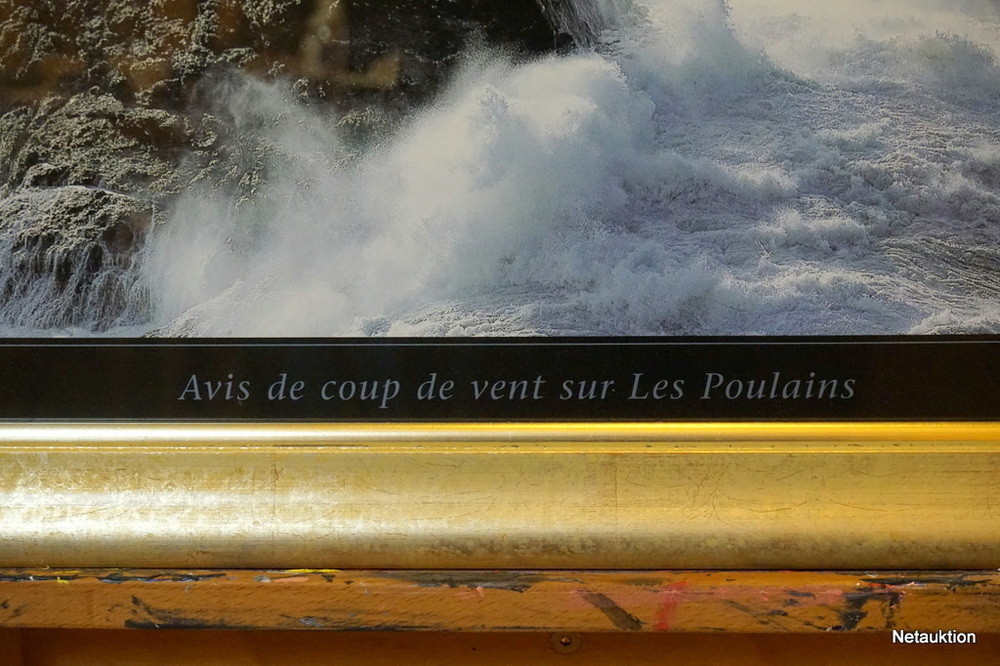 Avis de coup de vent sur Les Poulains
Netauktion